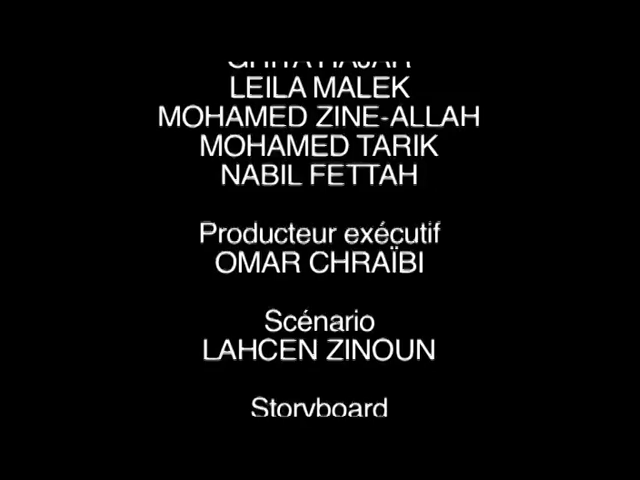 LEILA MALEK
MOHAMED ZINE-ALLAH
MOHAMED TARIK
NABIL FETTAH
Producteur exécutif
OMAR CHRAÏBI
Scénario
LAHCEN ZINOUN
Storyboard